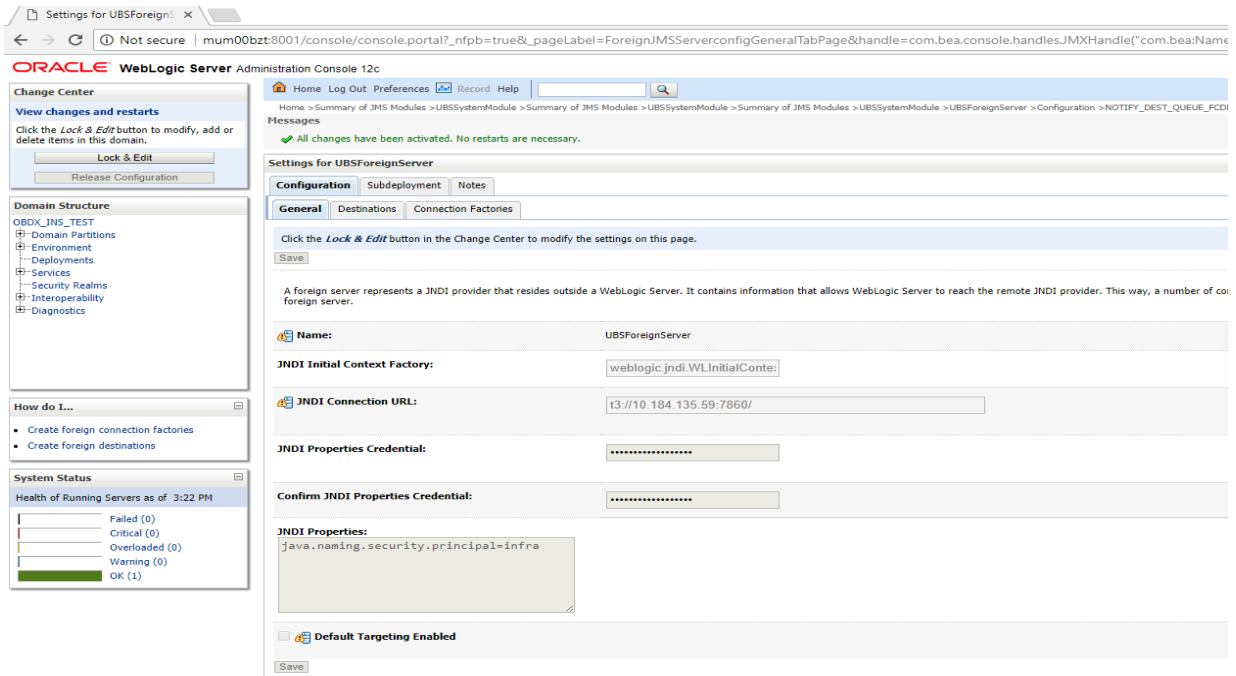 Settings for UBSForeignS
Not secure | mum00bzt:8001/console/console.portal?_nfpb=true&_pageLabel=ForeignJMSServerconfigGeneralTabPage&handle=com.bea.console.handles.JMXHandle("com.bea:Name
ORACLE WebLogic Server Administration Console 12c
Change Center
View changes and restarts
Click the Lock & Edit button to modify, add or
delete items in this domain.
Lock & Edit
Release Configuration
Domain Structure
OBDX_INS_TEST
Domain Partitions
Environment
Deployments
Services
Security Realms
Interoperability
Diagnostics
How do I...
Create foreign connection factories
Create foreign destinations
System Status
Health of Running Servers as of 3:22 PM
Failed (0)
Critical (0)
Overloaded (0)
Warning (0)
OK (1)
Home Log Out Preferences Record Help
Home >Summary of JMS Modules >UBSSystemModule >Summary of JMS Modules >UBSSystemModule >Summary of JMS Modules >UBSSystemModule >UBSForeignServer >Configuration >NOTIFY_DEST_QUEUE_FCD
Messages
All changes have been activated. No restarts are necessary.
Settings for UBSForeignServer
Configuration Subdeployment Notes
General Destinations Connection Factories
Click the Lock & Edit button in the Change Center to modify the settings on this page.
Save
A foreign server represents a JNDI provider that resides outside a WebLogic Server. It contains information that allows WebLogic Server to reach the remote JNDI provider. This way, a number of co
foreign server.
Name: UBSForeignServer
JNDI Initial Context Factory: weblogic.jndi.WLInitialConte
JNDI Connection URL: t3://10.184.135.59:7860/
JNDI Properties Credential: •••••••••••••••••
Confirm JNDI Properties Credential: •••••••••••••••••
JNDI Properties:
java.naming.security.principal=infra
Default Targeting Enabled
Save